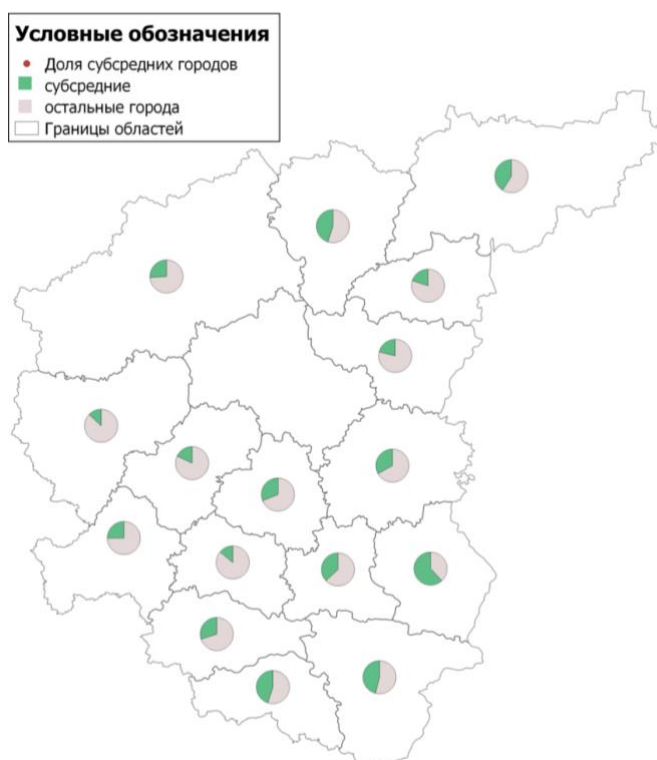 Условные обозначения
Доля субсредних городов
субсредние
остальные города
Границы областей